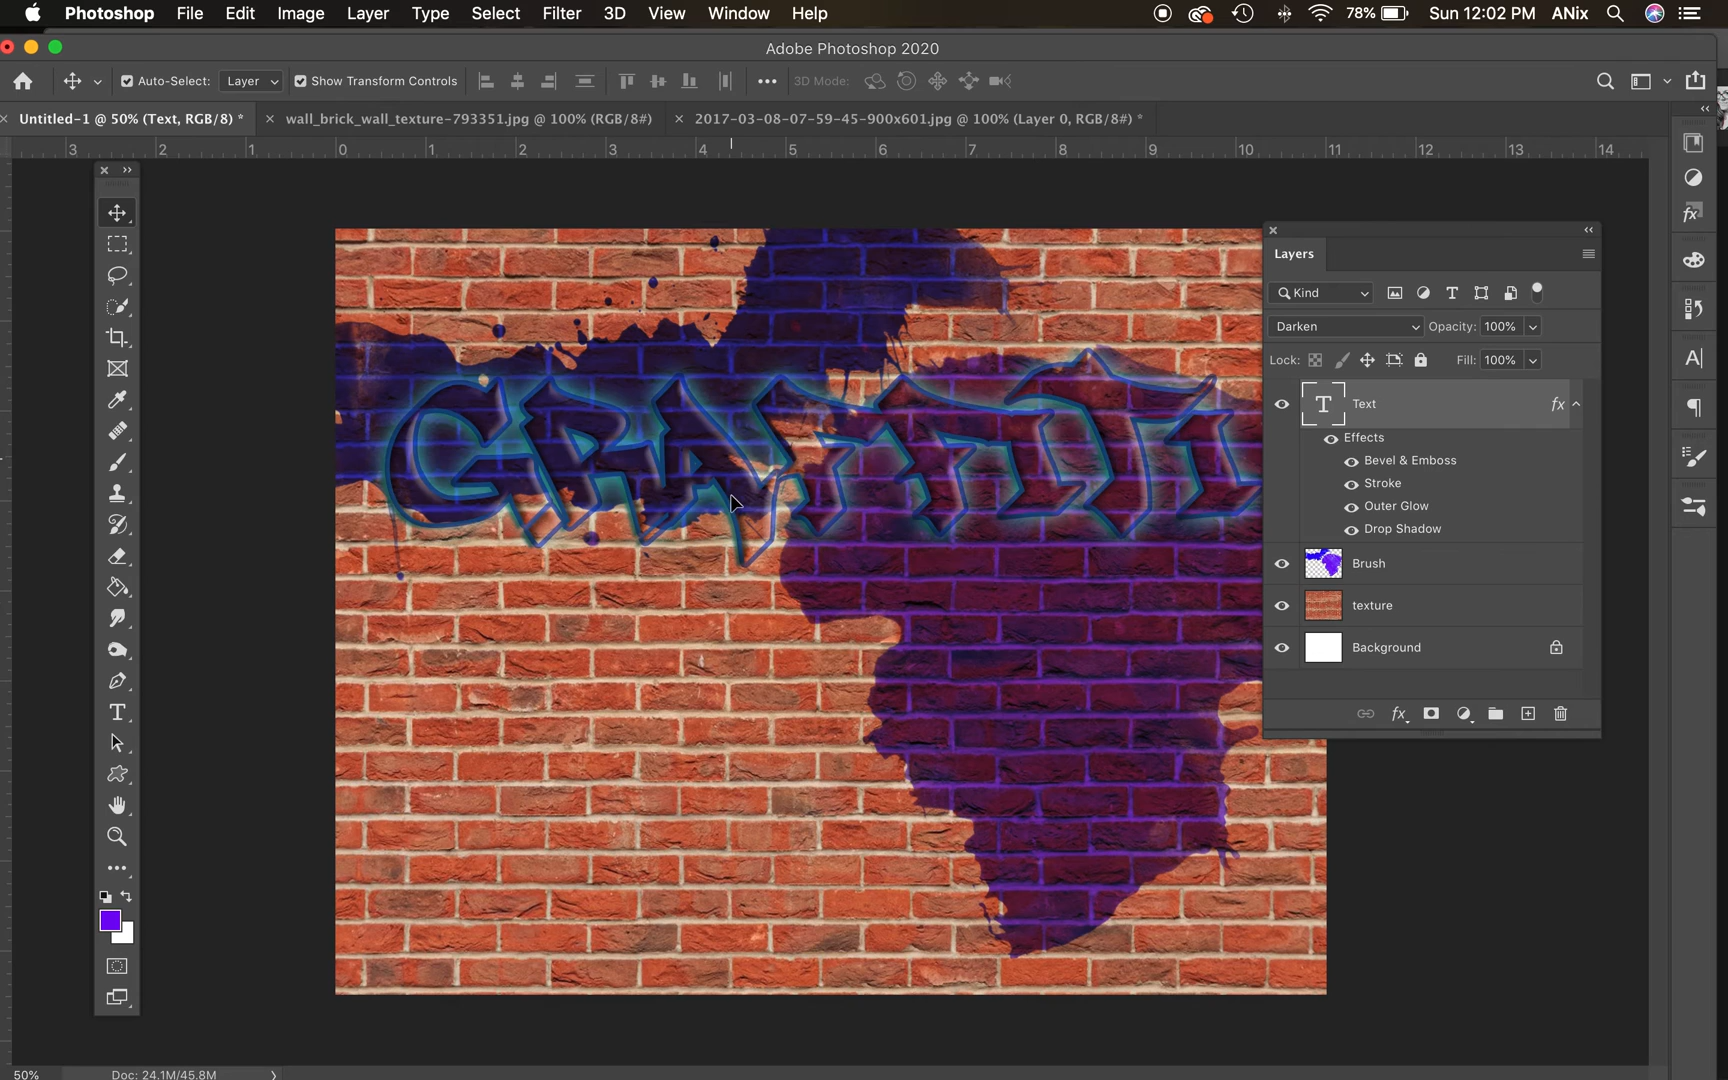 Photoshop File Edit Image Layer Type Select Filter 3D View Window Help 78% Sun 12:02 PM ANix
Adobe Photoshop 2020
Auto-Select: Layer Show Transform Controls 3D Mode:
Untitled-1 @ 50% (Text, RGB/8) * wall_brick_wall_texture-793351.jpg @ 100% (RGB/8#) 2017-03-08-07-59-45-900x601.jpg @ 100% (Layer 0, RGB/8#) *
3 2 1 0 1 2 3 4 5 6 7 8 9 10 11 12 13 14
Layers
Kind
Darken Opacity: 100%
Lock: Fill: 100%
Text fx
Effects
Bevel & Emboss
Stroke
Outer Glow
Drop Shadow
Brush
texture
Background
fx
GRAFFITI
50% Doc: 24.1M/45.8M